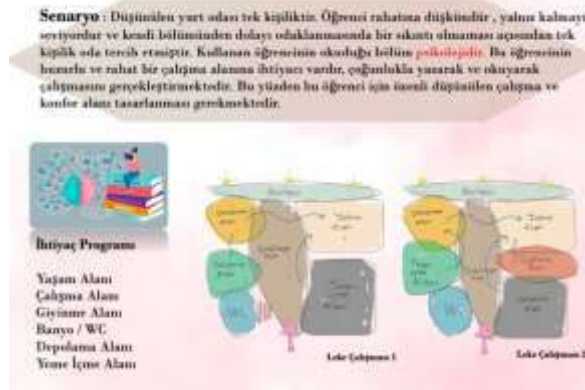 Senaryo : Düşünülen yurt odası tek kişiliktir. Öğrenci rahatına düşkündür , yalnız kalmayı
seviyordur ve kendi bölümünden dolayı odaklanmasında bir sıkıntı olmaması açısından tek
kişilik oda tercih etmiştir. Kullanan öğrencinin okuduğu bölüm psikolojidir. Bu öğrencinin
huzurlu ve rahat bir çalışma alanına ihtiyacı vardır, çoğunlukla yazarak ve okuyarak
çalışmasını gerçekleştirmektedir. Bu yüzden bu öğrenci için önemli düşünülen çalışma ve
konfor alanı tasarlanması gerekmektedir.
İhtiyaç Programı
Yaşam Alanı
Çalışma Alanı
Giyinme Alanı
Banyo / WC
Depolama Alanı
Yeme İçme Alanı
Leke Çalışması 1
Leke Çalışması 2